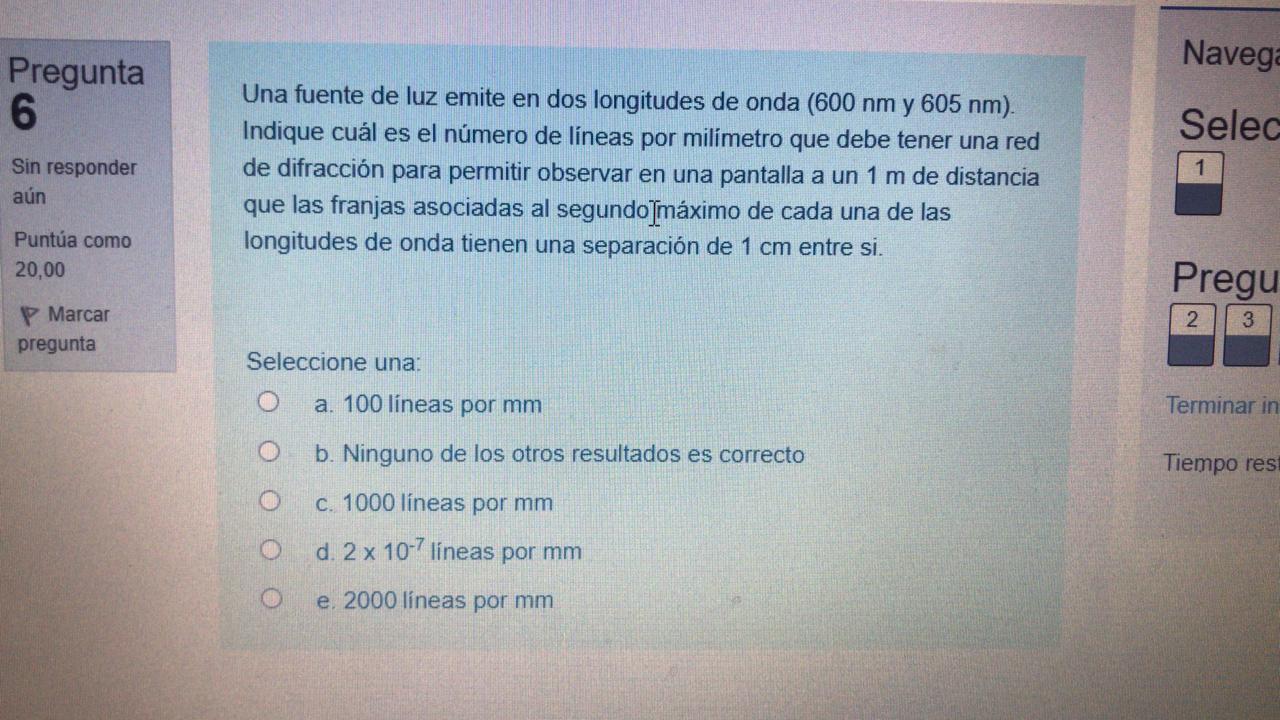 Pregunta
6
Sin responder
aún
Puntúa como
20,00
Marcar
pregunta
Una fuente de luz emite en dos longitudes de onda (600 nm y 605 nm).
Indique cuál es el número de líneas por milímetro que debe tener una red
de difracción para permitir observar en una pantalla a un 1 m de distancia
que las franjas asociadas al segundo máximo de cada una de las
longitudes de onda tienen una separación de 1 cm entre si.
Seleccione una:
a. 100 líneas por mm
b. Ninguno de los otros resultados es correcto
c. 1000 líneas por mm
d. 2 x 10⁻⁷ líneas por mm
e. 2000 líneas por mm
Navega
Selec
1
Pregu
2 3
Terminar in
Tiempo rest